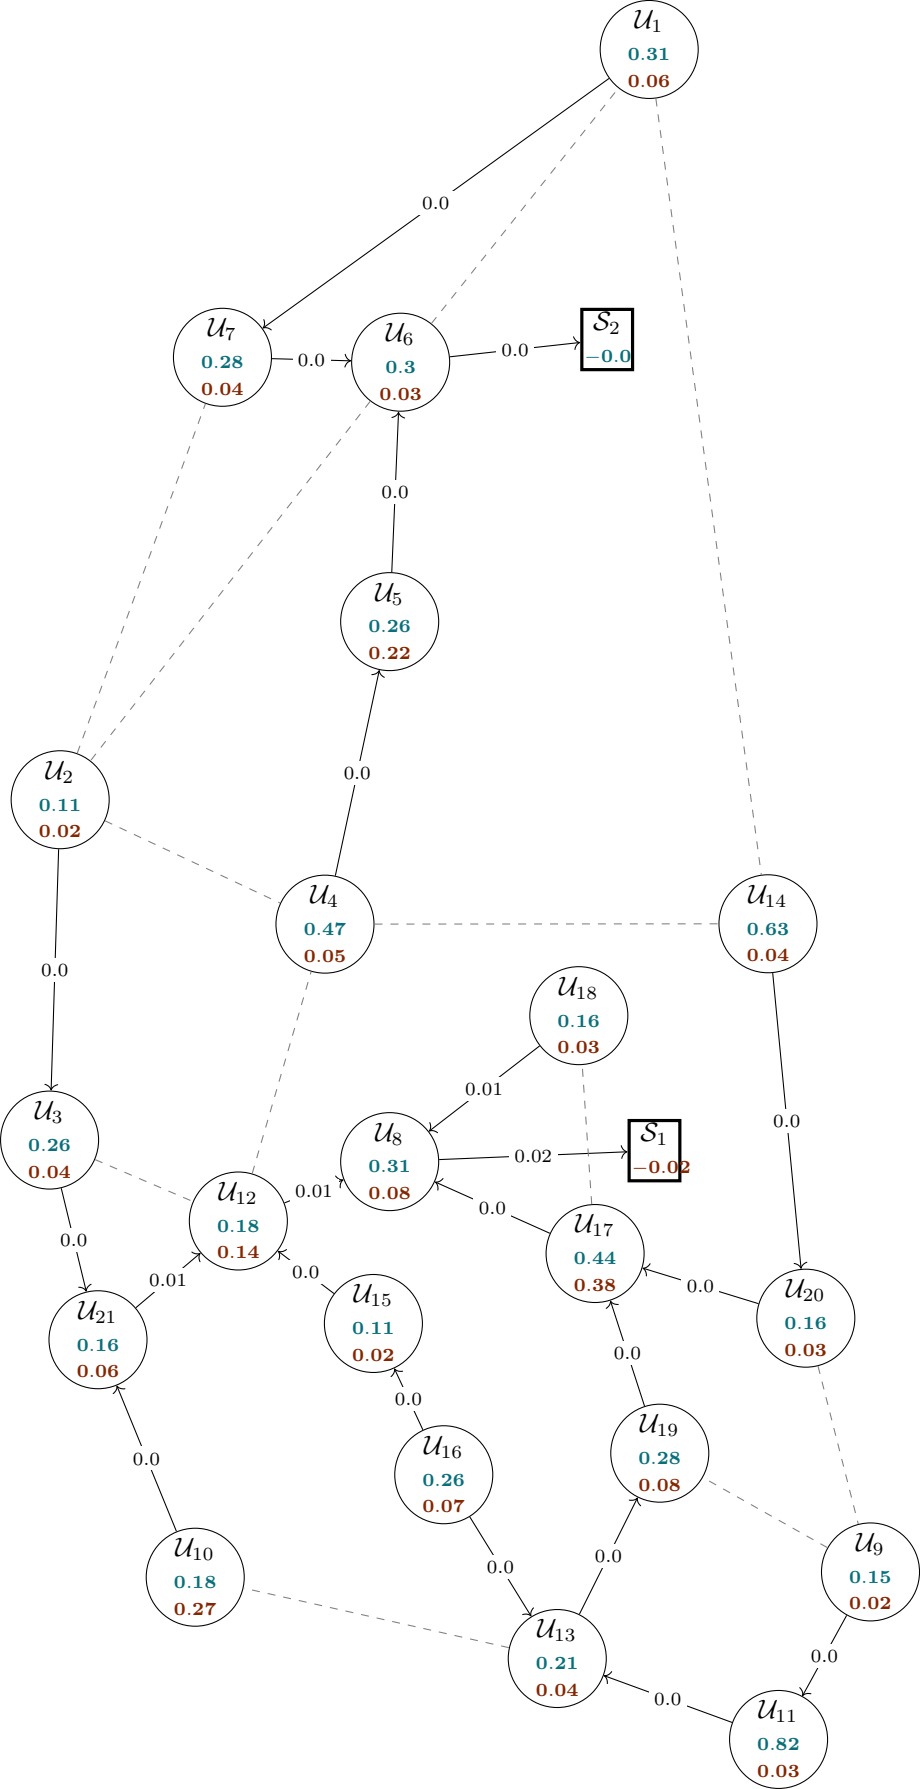 𝒰₁
0.31
0.06
0.0
𝒰₇
0.28
0.04
0.0
𝒰₆
0.3
0.03
0.0
𝒮₂
−0.0
0.0
𝒰₅
0.26
0.22
0.0
𝒰₂
0.11
0.02
𝒰₄
0.47
0.05
𝒰₁₄
0.63
0.04
0.0
𝒰₁₈
0.16
0.03
0.01
0.0
𝒰₃
0.26
0.04
𝒰₈
0.31
0.08
0.02
𝒮₁
−0.02
𝒰₁₂
0.18
0.14
0.01
0.0
𝒰₁₇
0.44
0.38
0.0
0.01
0.0
0.0
𝒰₂₁
0.16
0.06
𝒰₁₅
0.11
0.02
𝒰₂₀
0.16
0.03
0.0
0.0
𝒰₁₉
0.28
0.08
0.0
𝒰₁₆
0.26
0.07
𝒰₁₀
0.18
0.27
0.0
0.0
𝒰₉
0.15
0.02
𝒰₁₃
0.21
0.04
0.0
0.0
𝒰₁₁
0.82
0.03